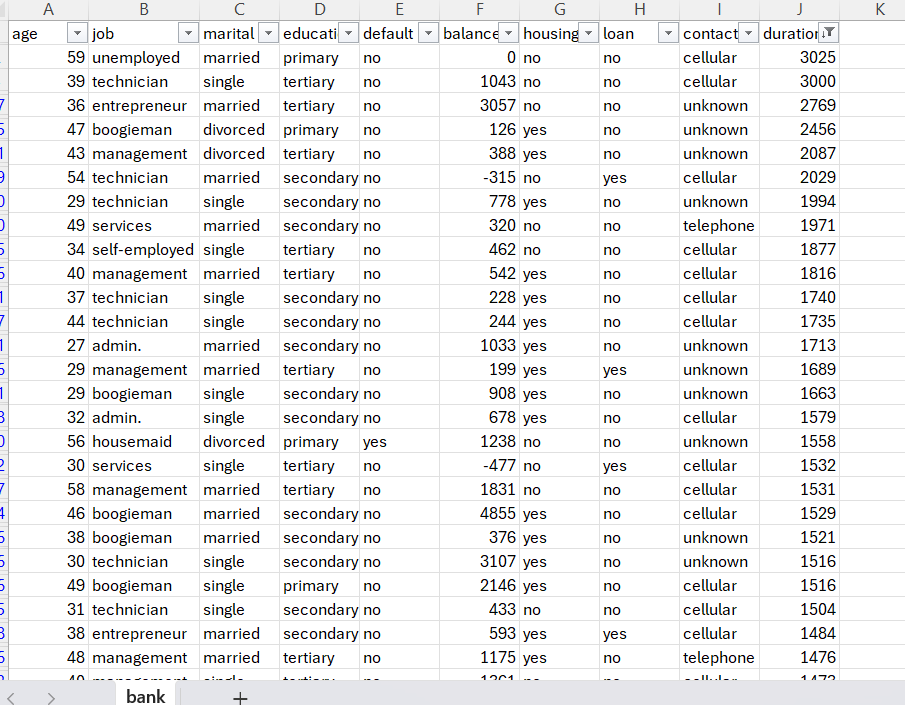 A B C D E F G H I J K
age job marital educati default balance housing loan contact duration
59 unemployed married primary no 0 no no cellular 3025
39 technician single tertiary no 1043 no no cellular 3000
36 entrepreneur married tertiary no 3057 no no unknown 2769
47 boogieman divorced primary no 126 yes no unknown 2456
43 management divorced tertiary no 388 yes no unknown 2087
54 technician married secondary no -315 no yes cellular 2029
29 technician single secondary no 778 yes no unknown 1994
49 services married secondary no 320 no no telephone 1971
34 self-employed single tertiary no 462 no no cellular 1877
40 management married tertiary no 542 yes no cellular 1816
37 technician single secondary no 228 yes no cellular 1740
44 technician single secondary no 244 yes no cellular 1735
27 admin. married secondary no 1033 yes no unknown 1713
29 management married tertiary no 199 yes yes unknown 1689
29 boogieman single secondary no 908 yes no unknown 1663
32 admin. single secondary no 678 yes no cellular 1579
56 housemaid divorced primary yes 1238 no no unknown 1558
30 services single tertiary no -477 no yes cellular 1532
58 management married tertiary no 1831 no no cellular 1531
46 boogieman married secondary no 4855 yes no cellular 1529
38 boogieman married secondary no 376 yes no unknown 1521
30 technician single secondary no 3107 yes no unknown 1516
49 boogieman single primary no 2146 yes no cellular 1516
31 technician single secondary no 433 no no cellular 1504
38 entrepreneur married secondary no 593 yes yes cellular 1484
48 management married tertiary no 1175 yes no telephone 1476
bank